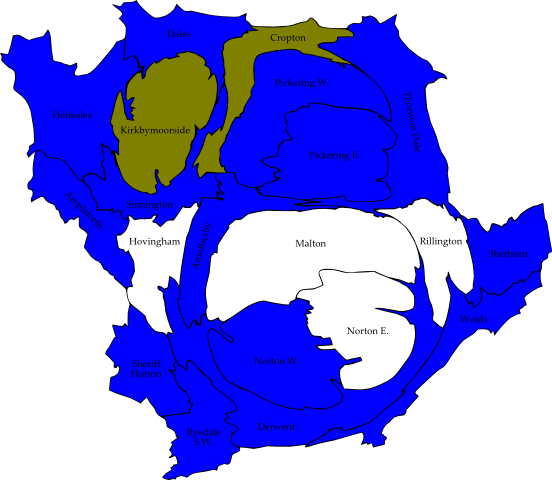 Dales
Cropton
Pickering W.
Helmsley
Thornton Dale
Kirkbymoorside
Pickering E.
Ampleforth
Sinnington
Hovingham
Amotherby
Malton
Rillington
Sherburn
Wolds
Norton E.
Sheriff
Hutton
Norton W.
Derwent
Ryedale
S.W.